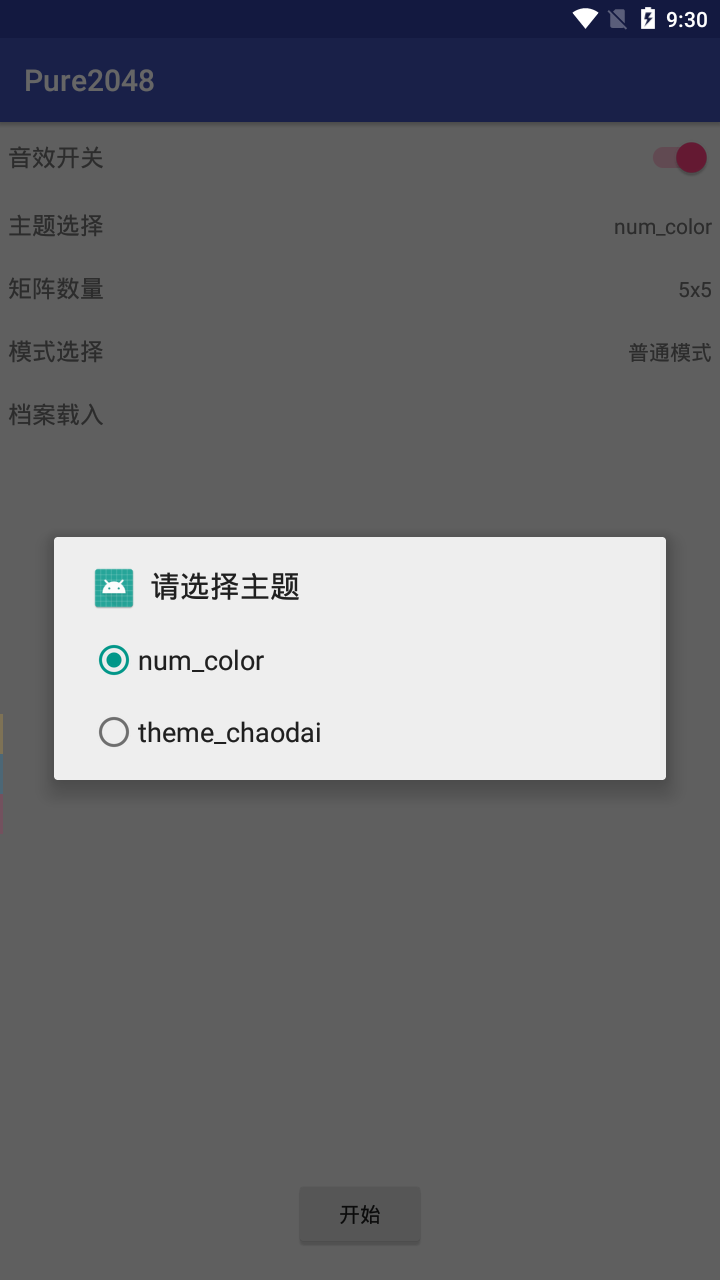 9:30
Pure2048
音效开关
主题选择 num_color
矩阵数量 5x5
模式选择 普通模式
档案载入
请选择主题
num_color
theme_chaodai
开始